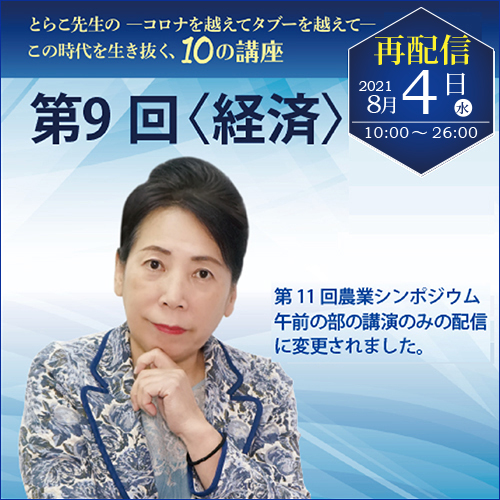 とらこ先生の ―コロナを越えてタブーを越えて―
この時代を生き抜く、10の講座
再配信
2021
8月4日㊌
10:00～26:00
第9回〈経済〉
第11回農業シンポジウム
午前の部の講演のみの配信
に変更されました。